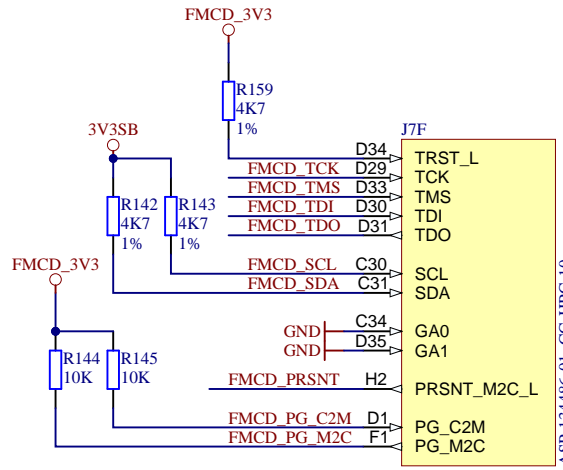 FMCD_3V3
R159
4K7
1%
3V3SB
J7F
D34 TRST_L
FMCD_TCK D29 TCK
FMCD_TMS D33 TMS
FMCD_TDI D30 TDI
FMCD_TDO D31 TDO
R142 R143
4K7 4K7
1% 1%
FMCD_3V3
FMCD_SCL C30 SCL
FMCD_SDA C31 SDA
GND C34 GA0
GND D35 GA1
R144 R145
10K 10K
FMCD_PRSNT H2 PRSNT_M2C_L
FMCD_PG_C2M D1 PG_C2M
FMCD_PG_M2C F1 PG_M2C